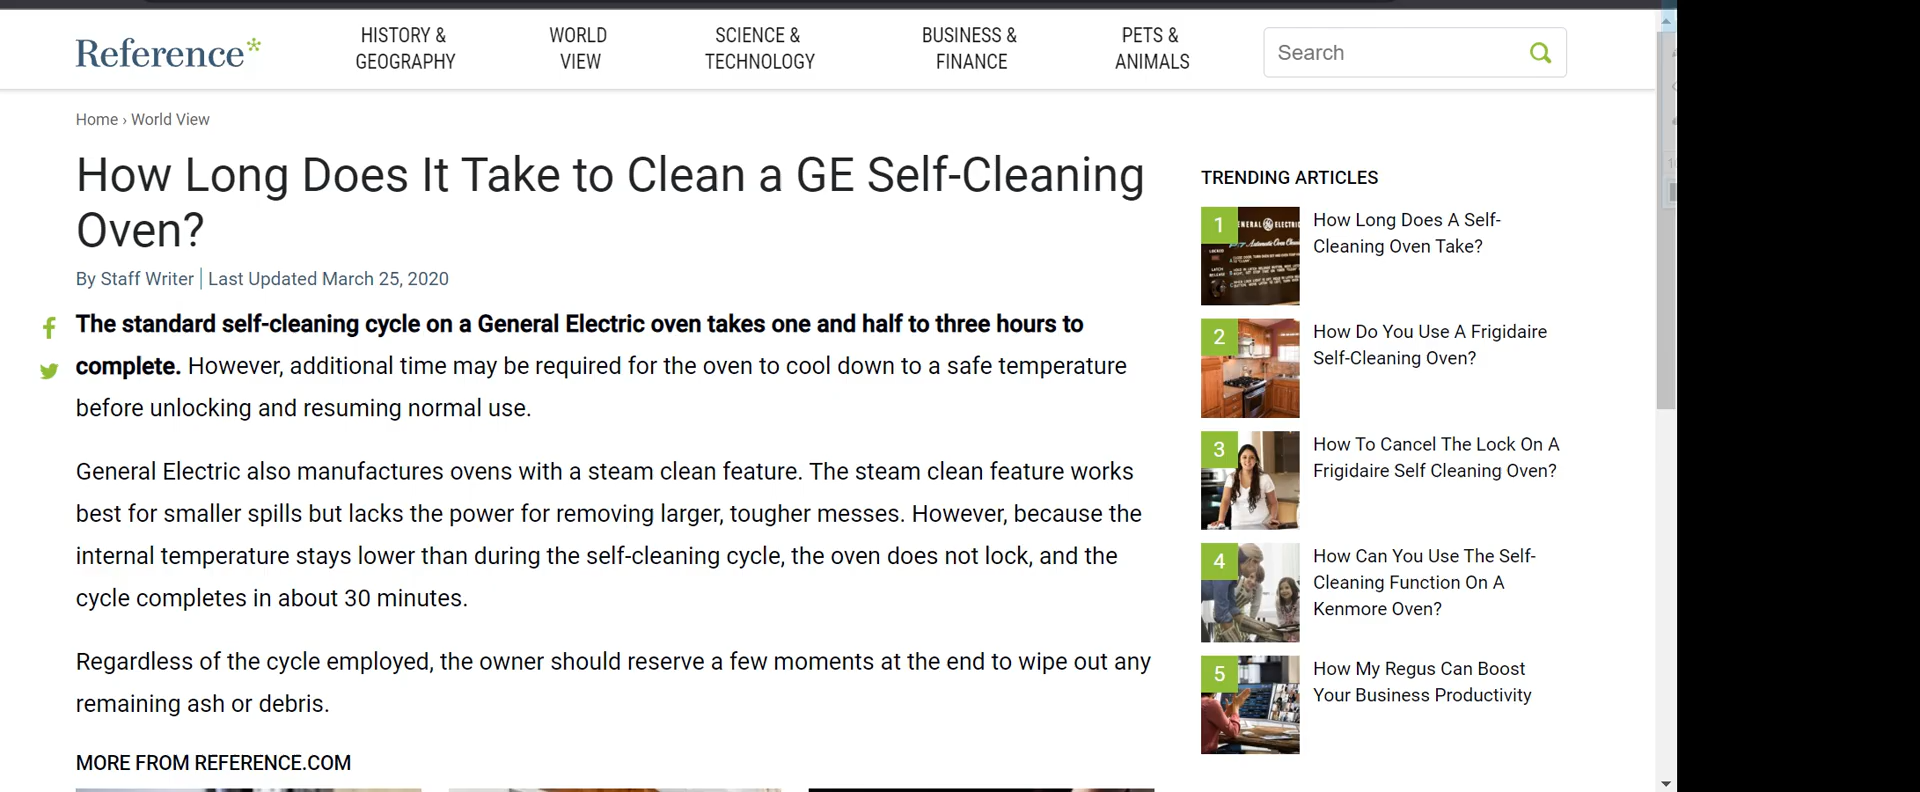 Reference*
HISTORY &
GEOGRAPHY
WORLD
VIEW
SCIENCE &
TECHNOLOGY
BUSINESS &
FINANCE
PETS &
ANIMALS
Search
Home › World View
How Long Does It Take to Clean a GE Self-Cleaning
Oven?
By Staff Writer | Last Updated March 25, 2020
The standard self-cleaning cycle on a General Electric oven takes one and half to three hours to
complete. However, additional time may be required for the oven to cool down to a safe temperature
before unlocking and resuming normal use.
General Electric also manufactures ovens with a steam clean feature. The steam clean feature works
best for smaller spills but lacks the power for removing larger, tougher messes. However, because the
internal temperature stays lower than during the self-cleaning cycle, the oven does not lock, and the
cycle completes in about 30 minutes.
Regardless of the cycle employed, the owner should reserve a few moments at the end to wipe out any
remaining ash or debris.
MORE FROM REFERENCE.COM
TRENDING ARTICLES
1
How Long Does A Self-
Cleaning Oven Take?
2
How Do You Use A Frigidaire
Self-Cleaning Oven?
3
How To Cancel The Lock On A
Frigidaire Self Cleaning Oven?
4
How Can You Use The Self-
Cleaning Function On A
Kenmore Oven?
5
How My Regus Can Boost
Your Business Productivity